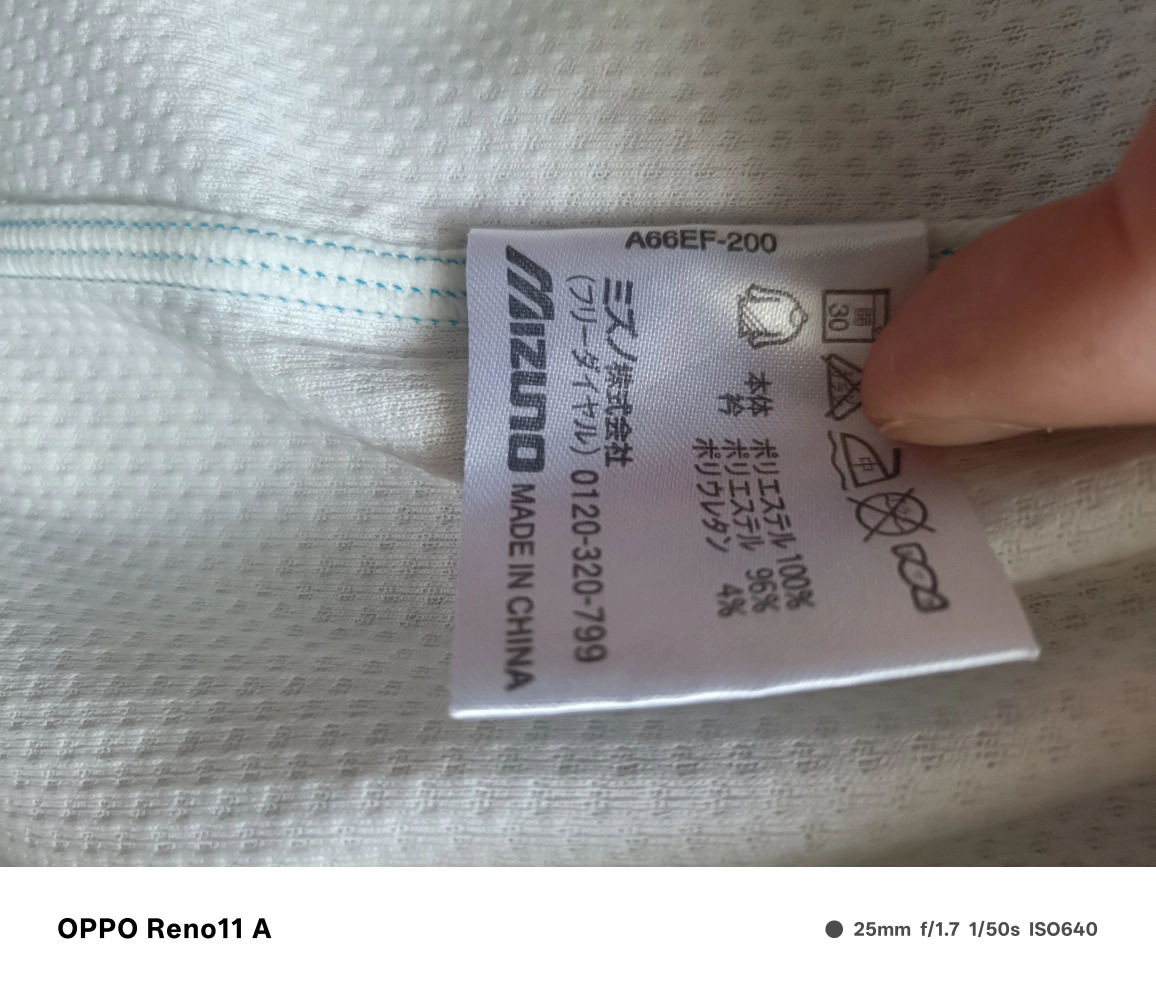 A66EF-200
弱
30
中
本体 ポリエステル 100%
衿 ポリエステル 96%
ポリウレタン 4%
ミズノ株式会社
(フリーダイヤル) 0120-320-799
MIZUNO MADE IN CHINA
OPPO Reno11 A
25mm f/1.7 1/50s ISO640